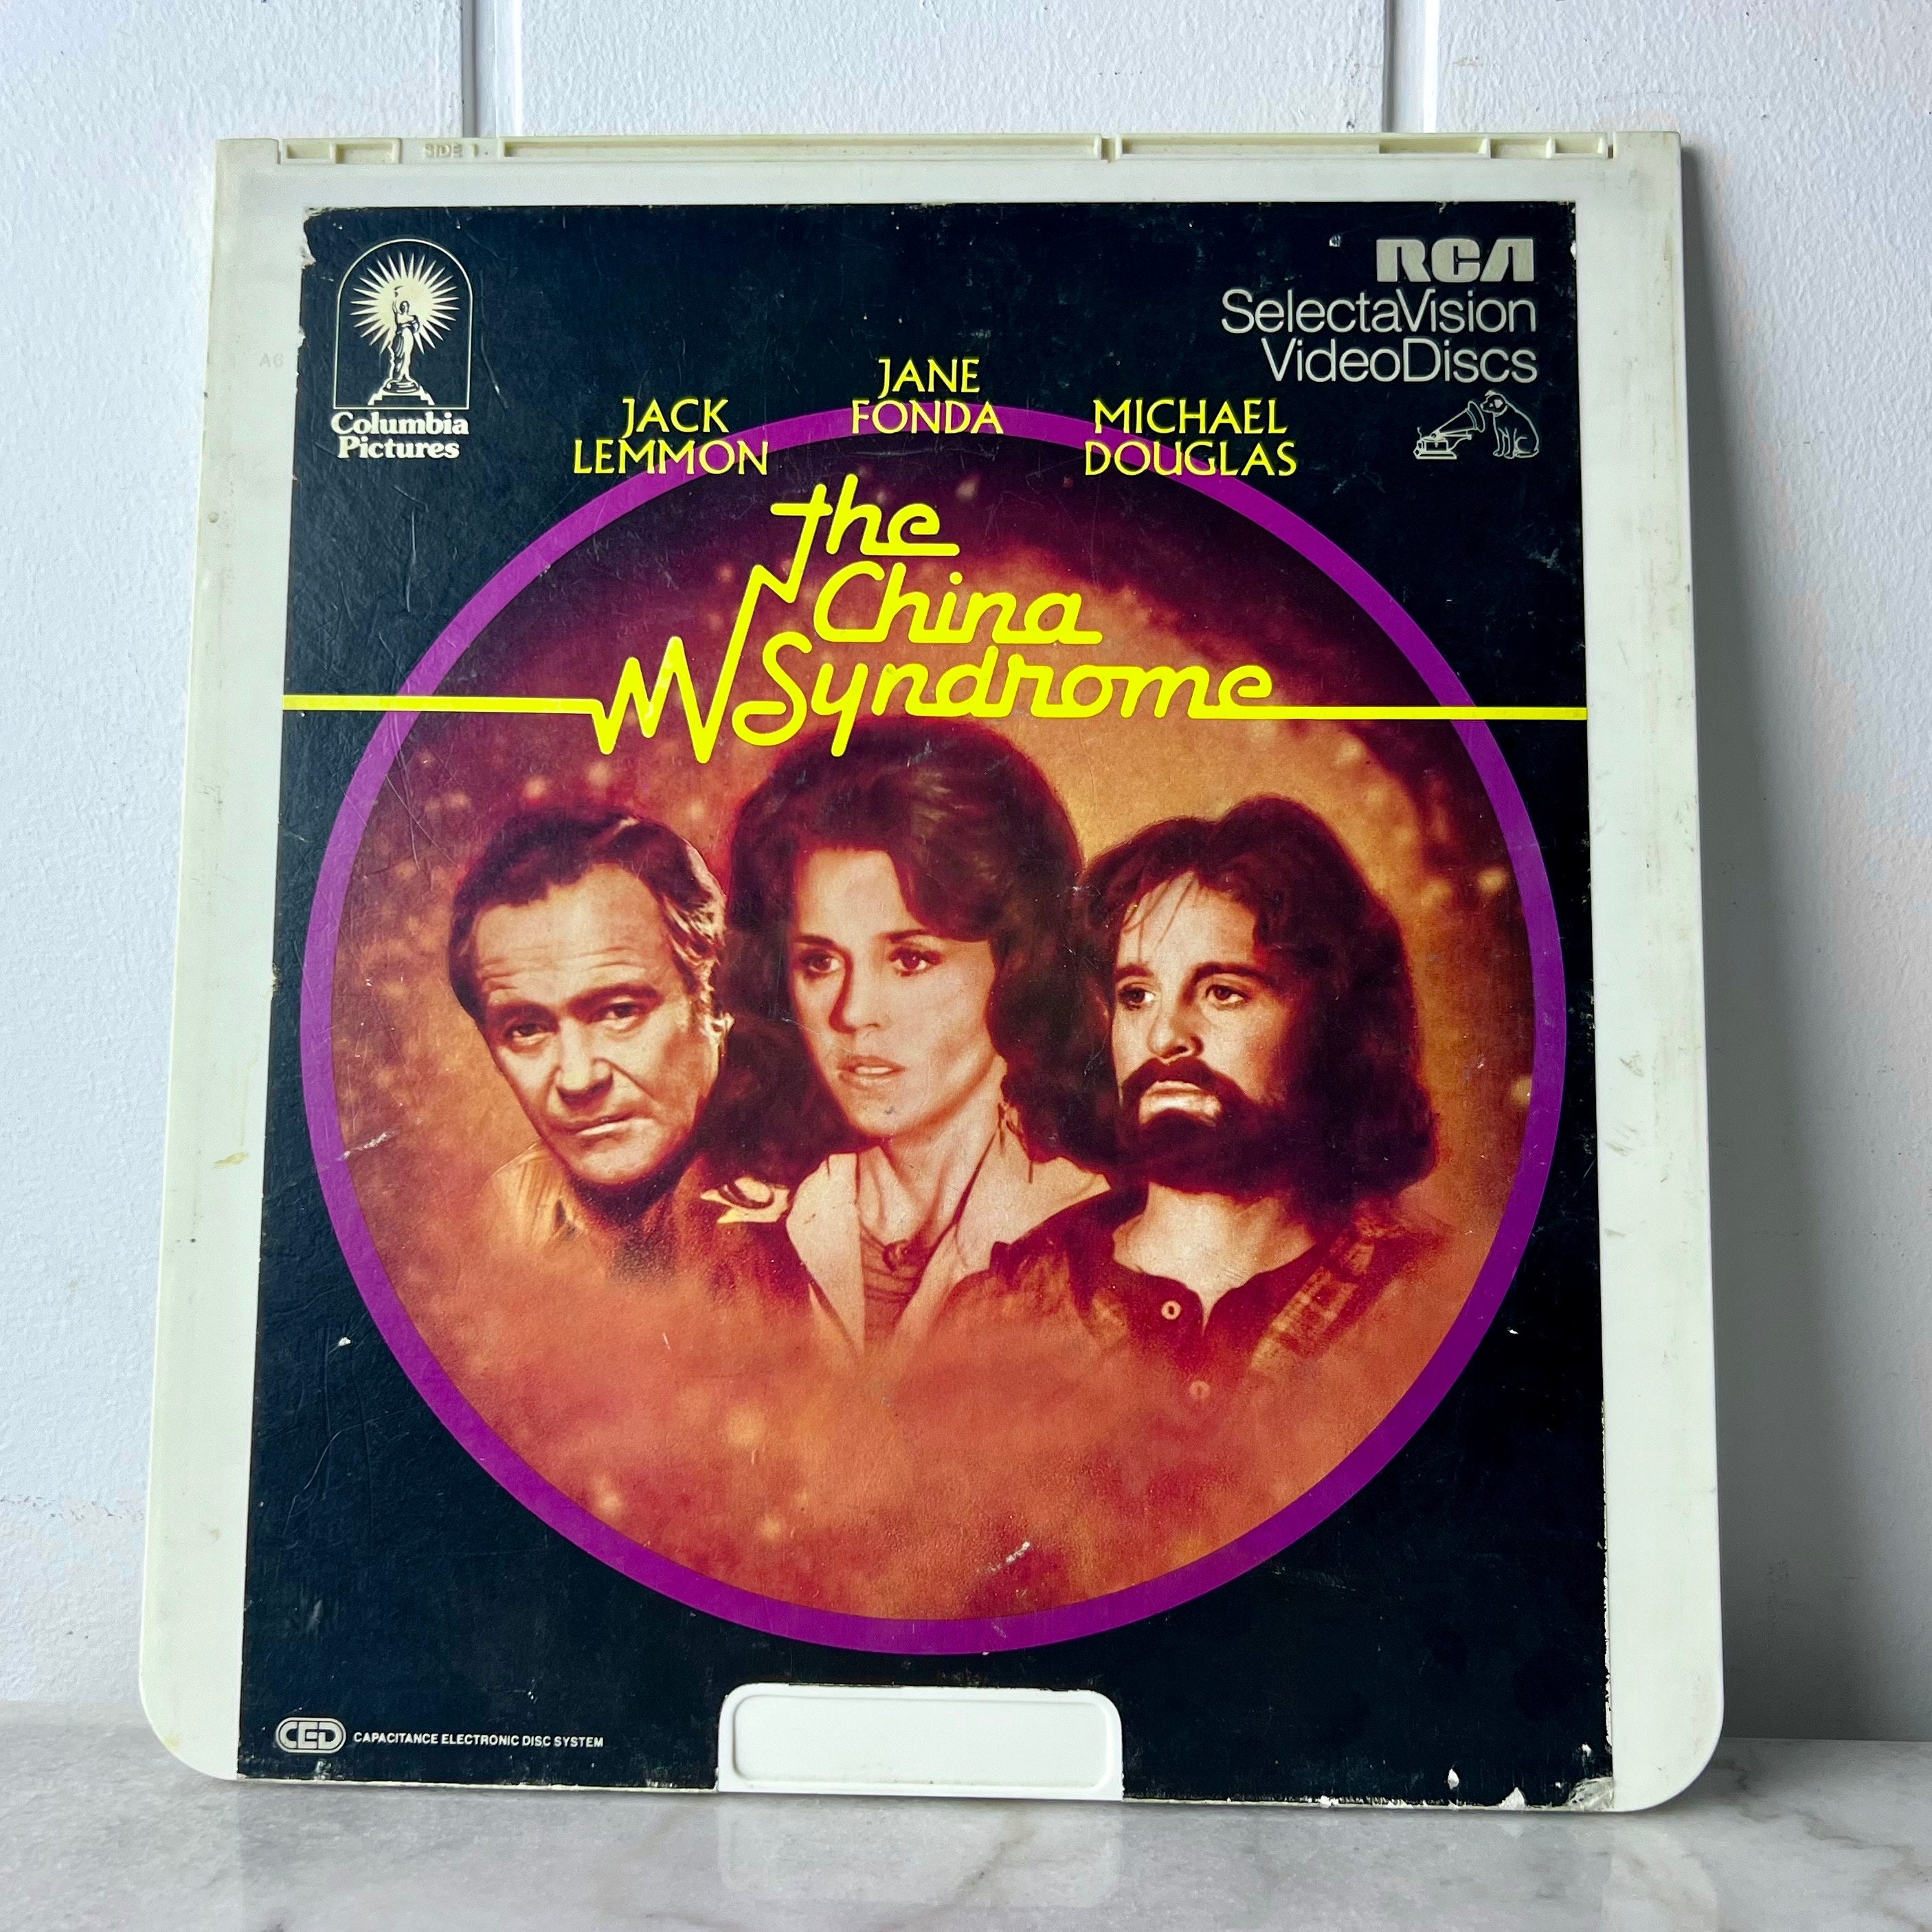 SIDE 1
RCA
SelectaVision
VideoDiscs
A6
Columbia
Pictures
JACK
LEMMON
JANE
FONDA
MICHAEL
DOUGLAS
the
China
Syndrome
CED CAPACITANCE ELECTRONIC DISC SYSTEM